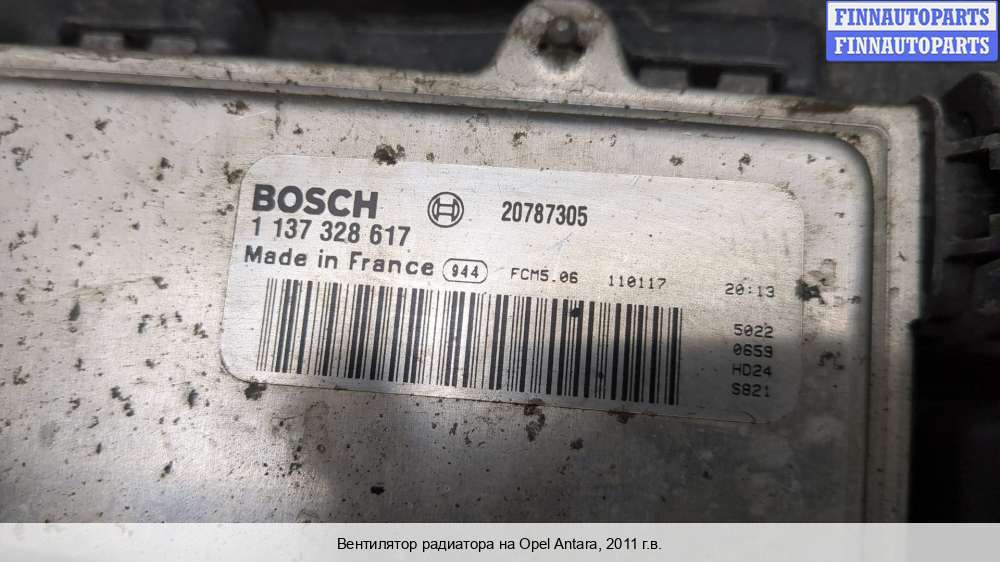 FINNAUTOPARTS
FINNAUTOPARTS
BOSCH 20787305
1 137 328 617
Made in France 944 FCM5.06 110117 20:13
5022
0659
HD24
S821
Вентилятор радиатора на Opel Antara, 2011 г.в.